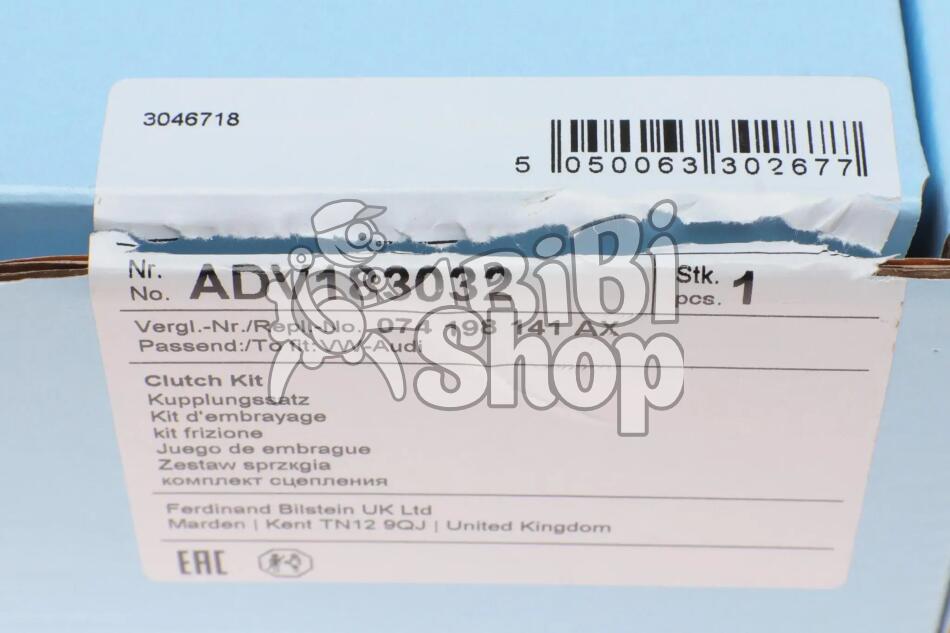 3046718
5 050063 302677
Nr.
No. ADV183032
Stk.
pcs. 1
Vergl.-Nr./Repl.-No. 074 198 141 AX
Passend:/To fit: VW-Audi
BiBi
Shop
Clutch Kit
Kupplungssatz
Kit d'embrayage
kit frizione
Juego de embrague
Zestaw sprzкgіa
комплект сцепления
Ferdinand Bilstein UK Ltd
Marden | Kent TN12 9QJ | United Kingdom
EAC